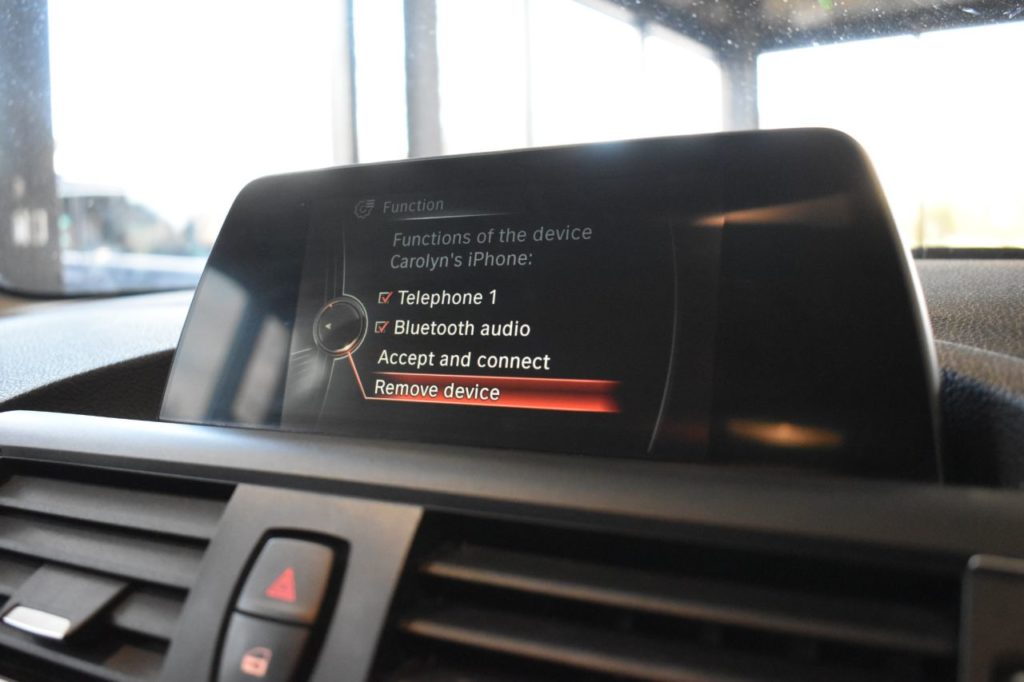 Function
Functions of the device
Carolyn's iPhone:
Telephone 1
Bluetooth audio
Accept and connect
Remove device